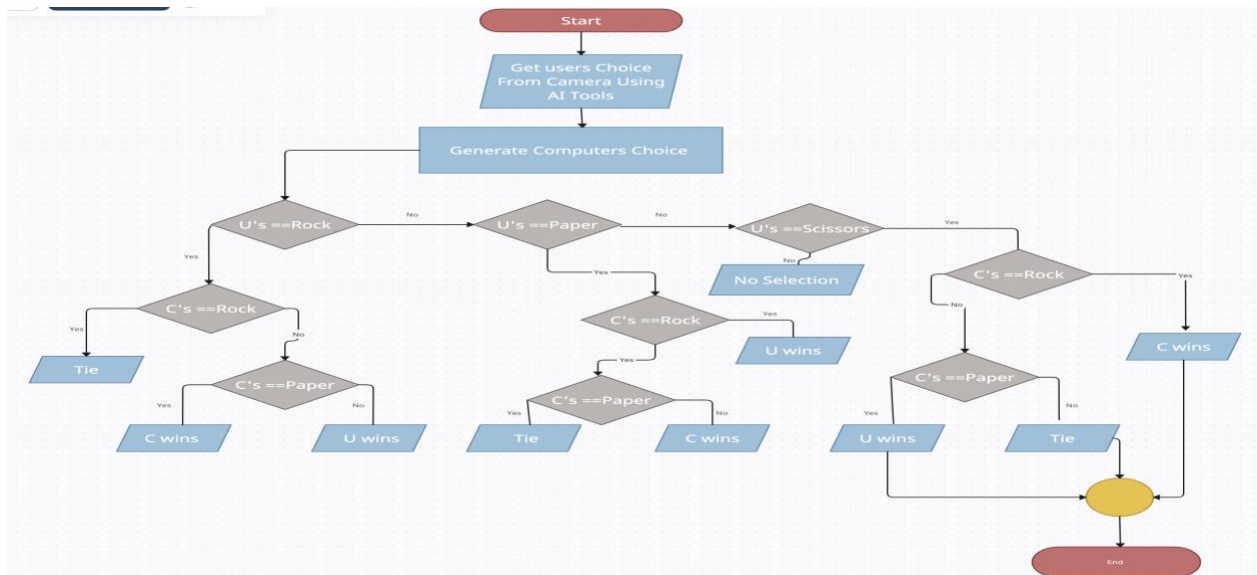 Start
Get users Choice
From Camera Using
AI Tools
Generate Computers Choice
U's ==Rock
No
U's ==Paper
No
U's ==Scissors
Yes
Yes
No
No Selection
Yes
C's ==Rock
Yes
C's ==Rock
No
C's ==Rock
Yes
Yes
No
U wins
C wins
Tie
Yes
C's ==Paper
C's ==Paper
C's ==Paper
Yes
No
Yes
No
Yes
No
C wins
U wins
Tie
C wins
U wins
Tie
End